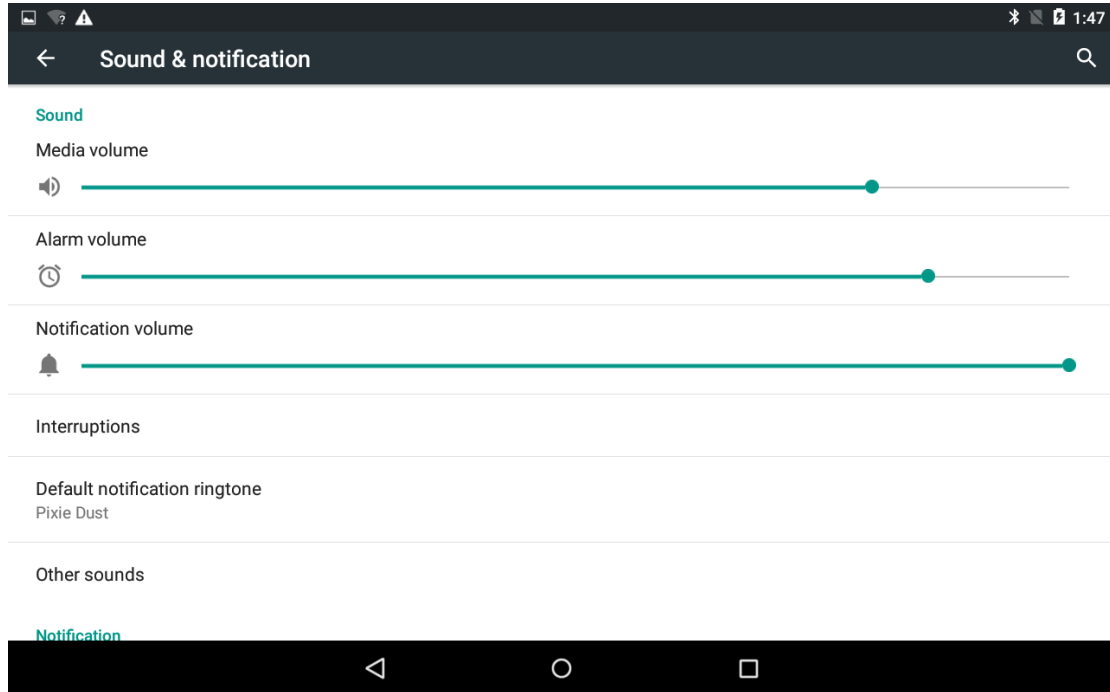 1:47
Sound & notification
Sound
Media volume
Alarm volume
Notification volume
Interruptions
Default notification ringtone
Pixie Dust
Other sounds
Notification